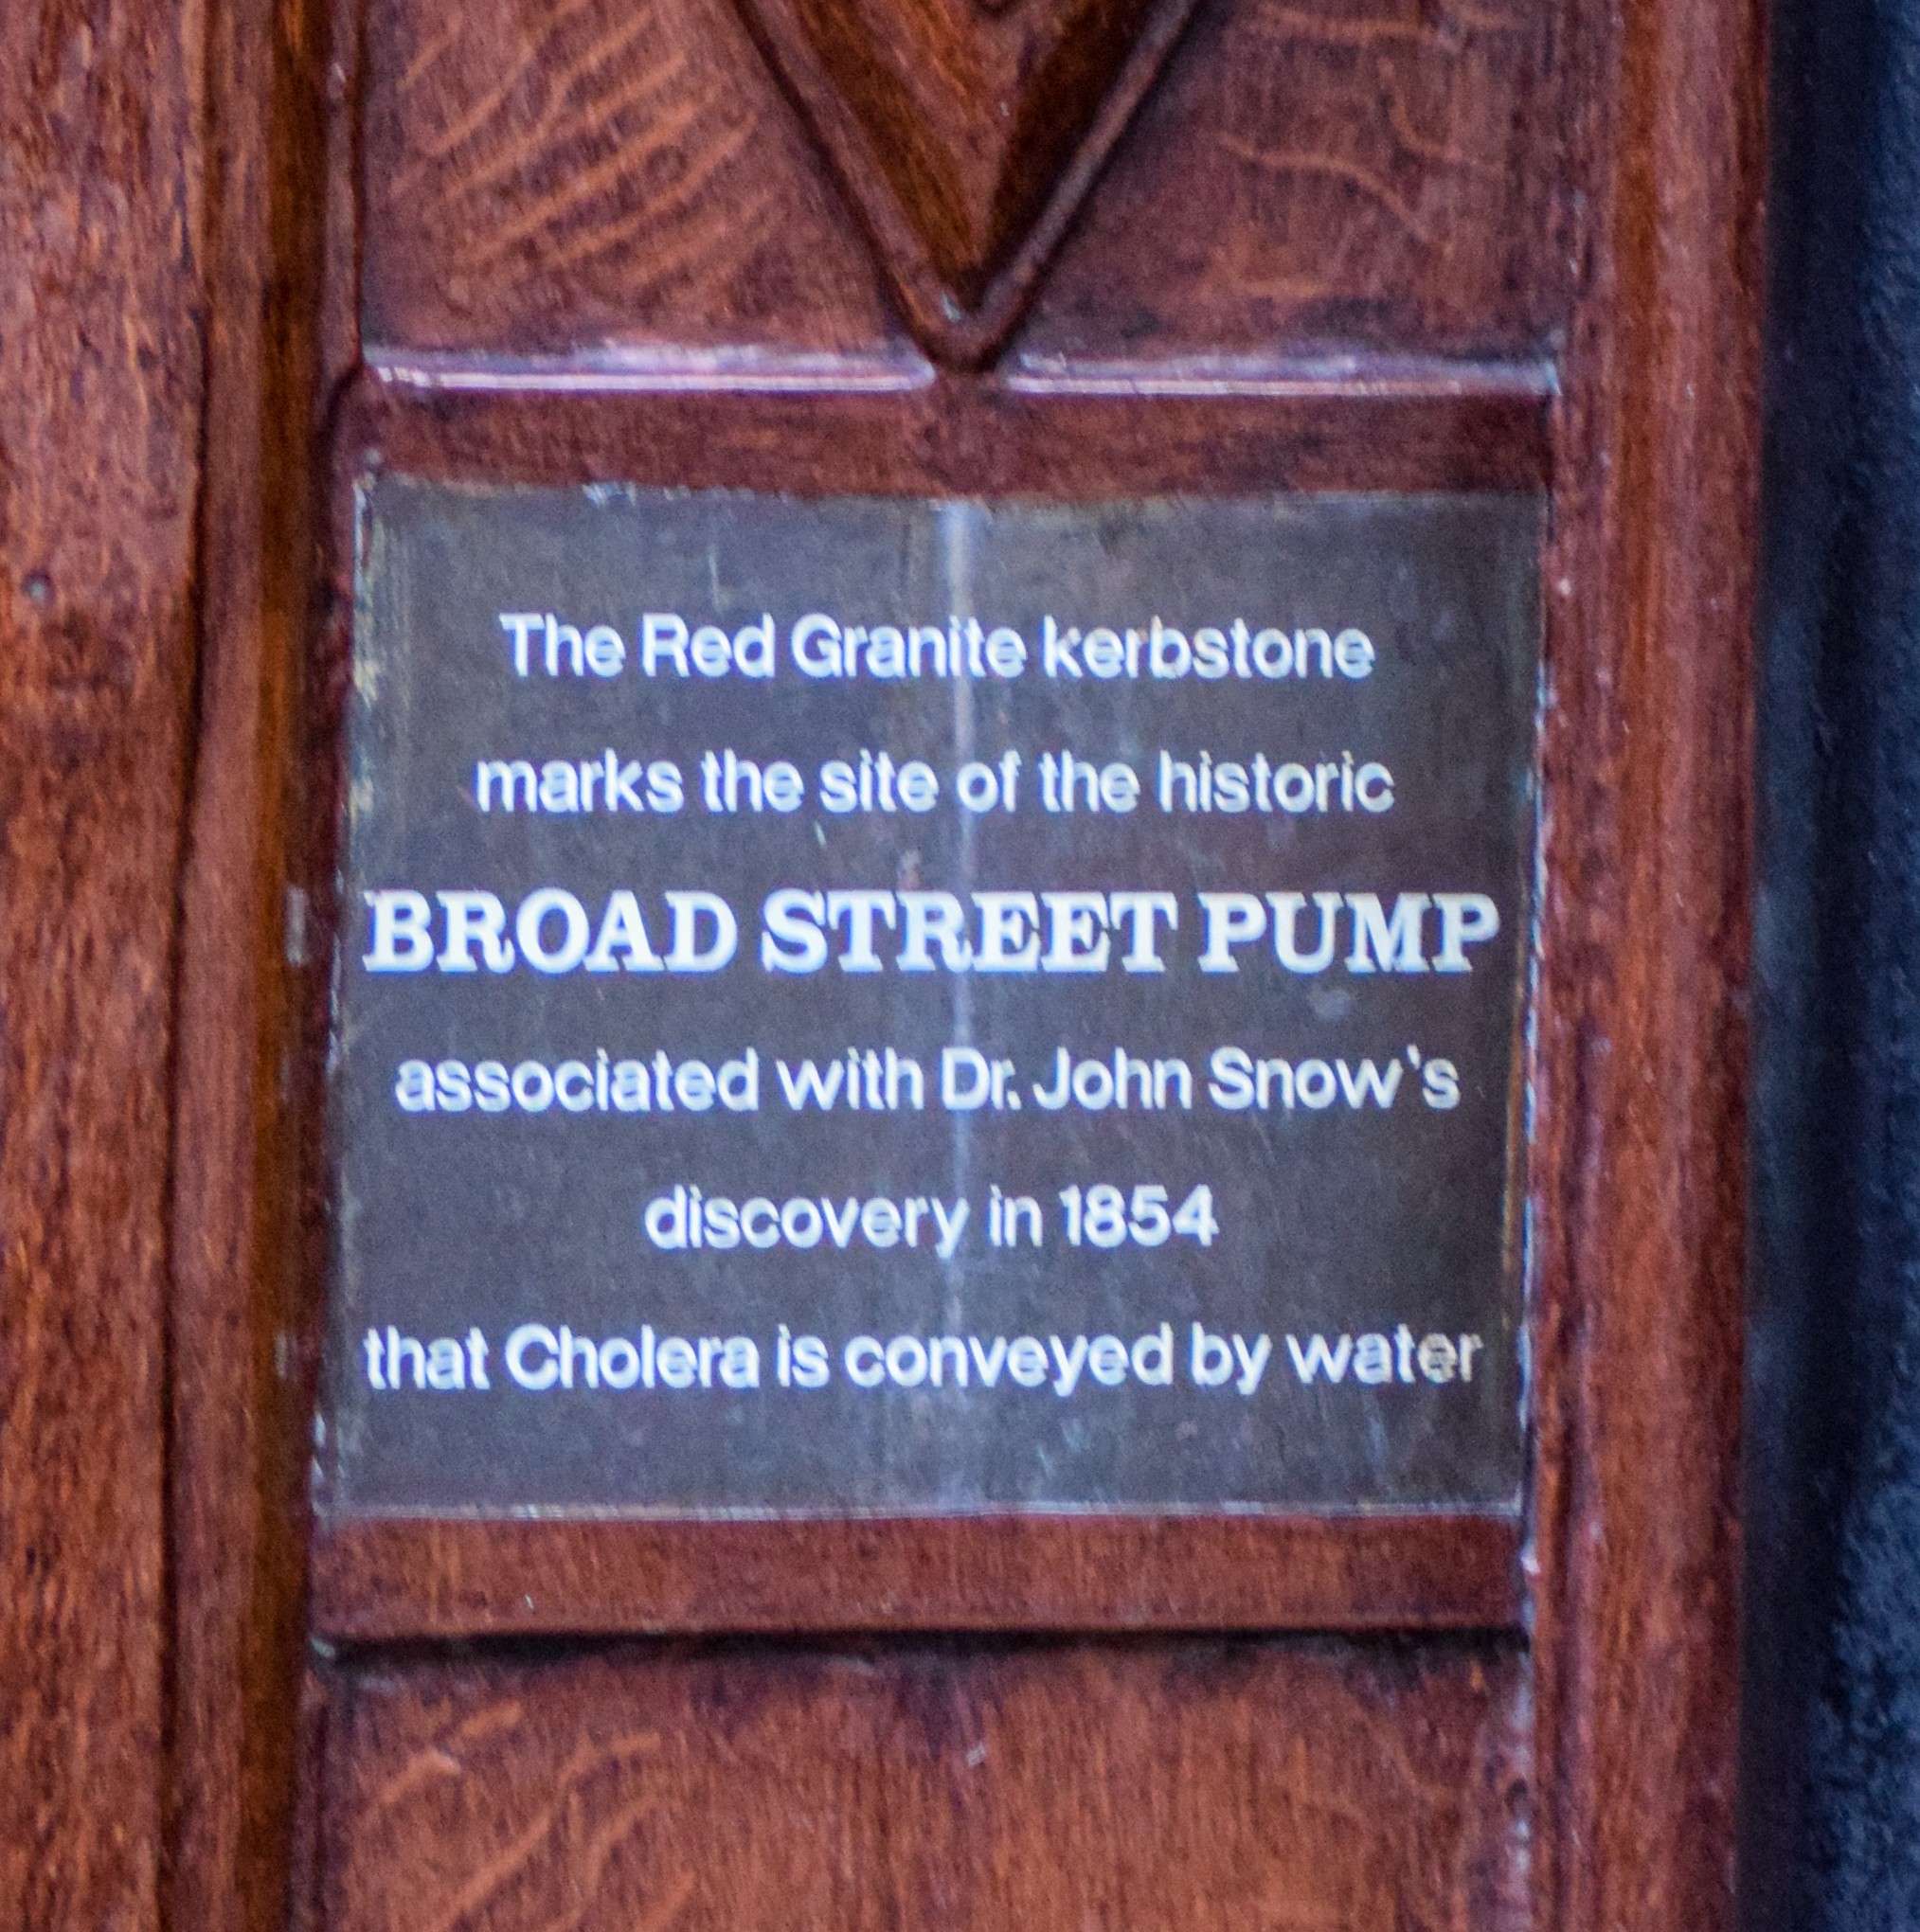 The Red Granite kerbstone
marks the site of the historic
BROAD STREET PUMP
associated with Dr. John Snow's
discovery in 1854
that Cholera is conveyed by water